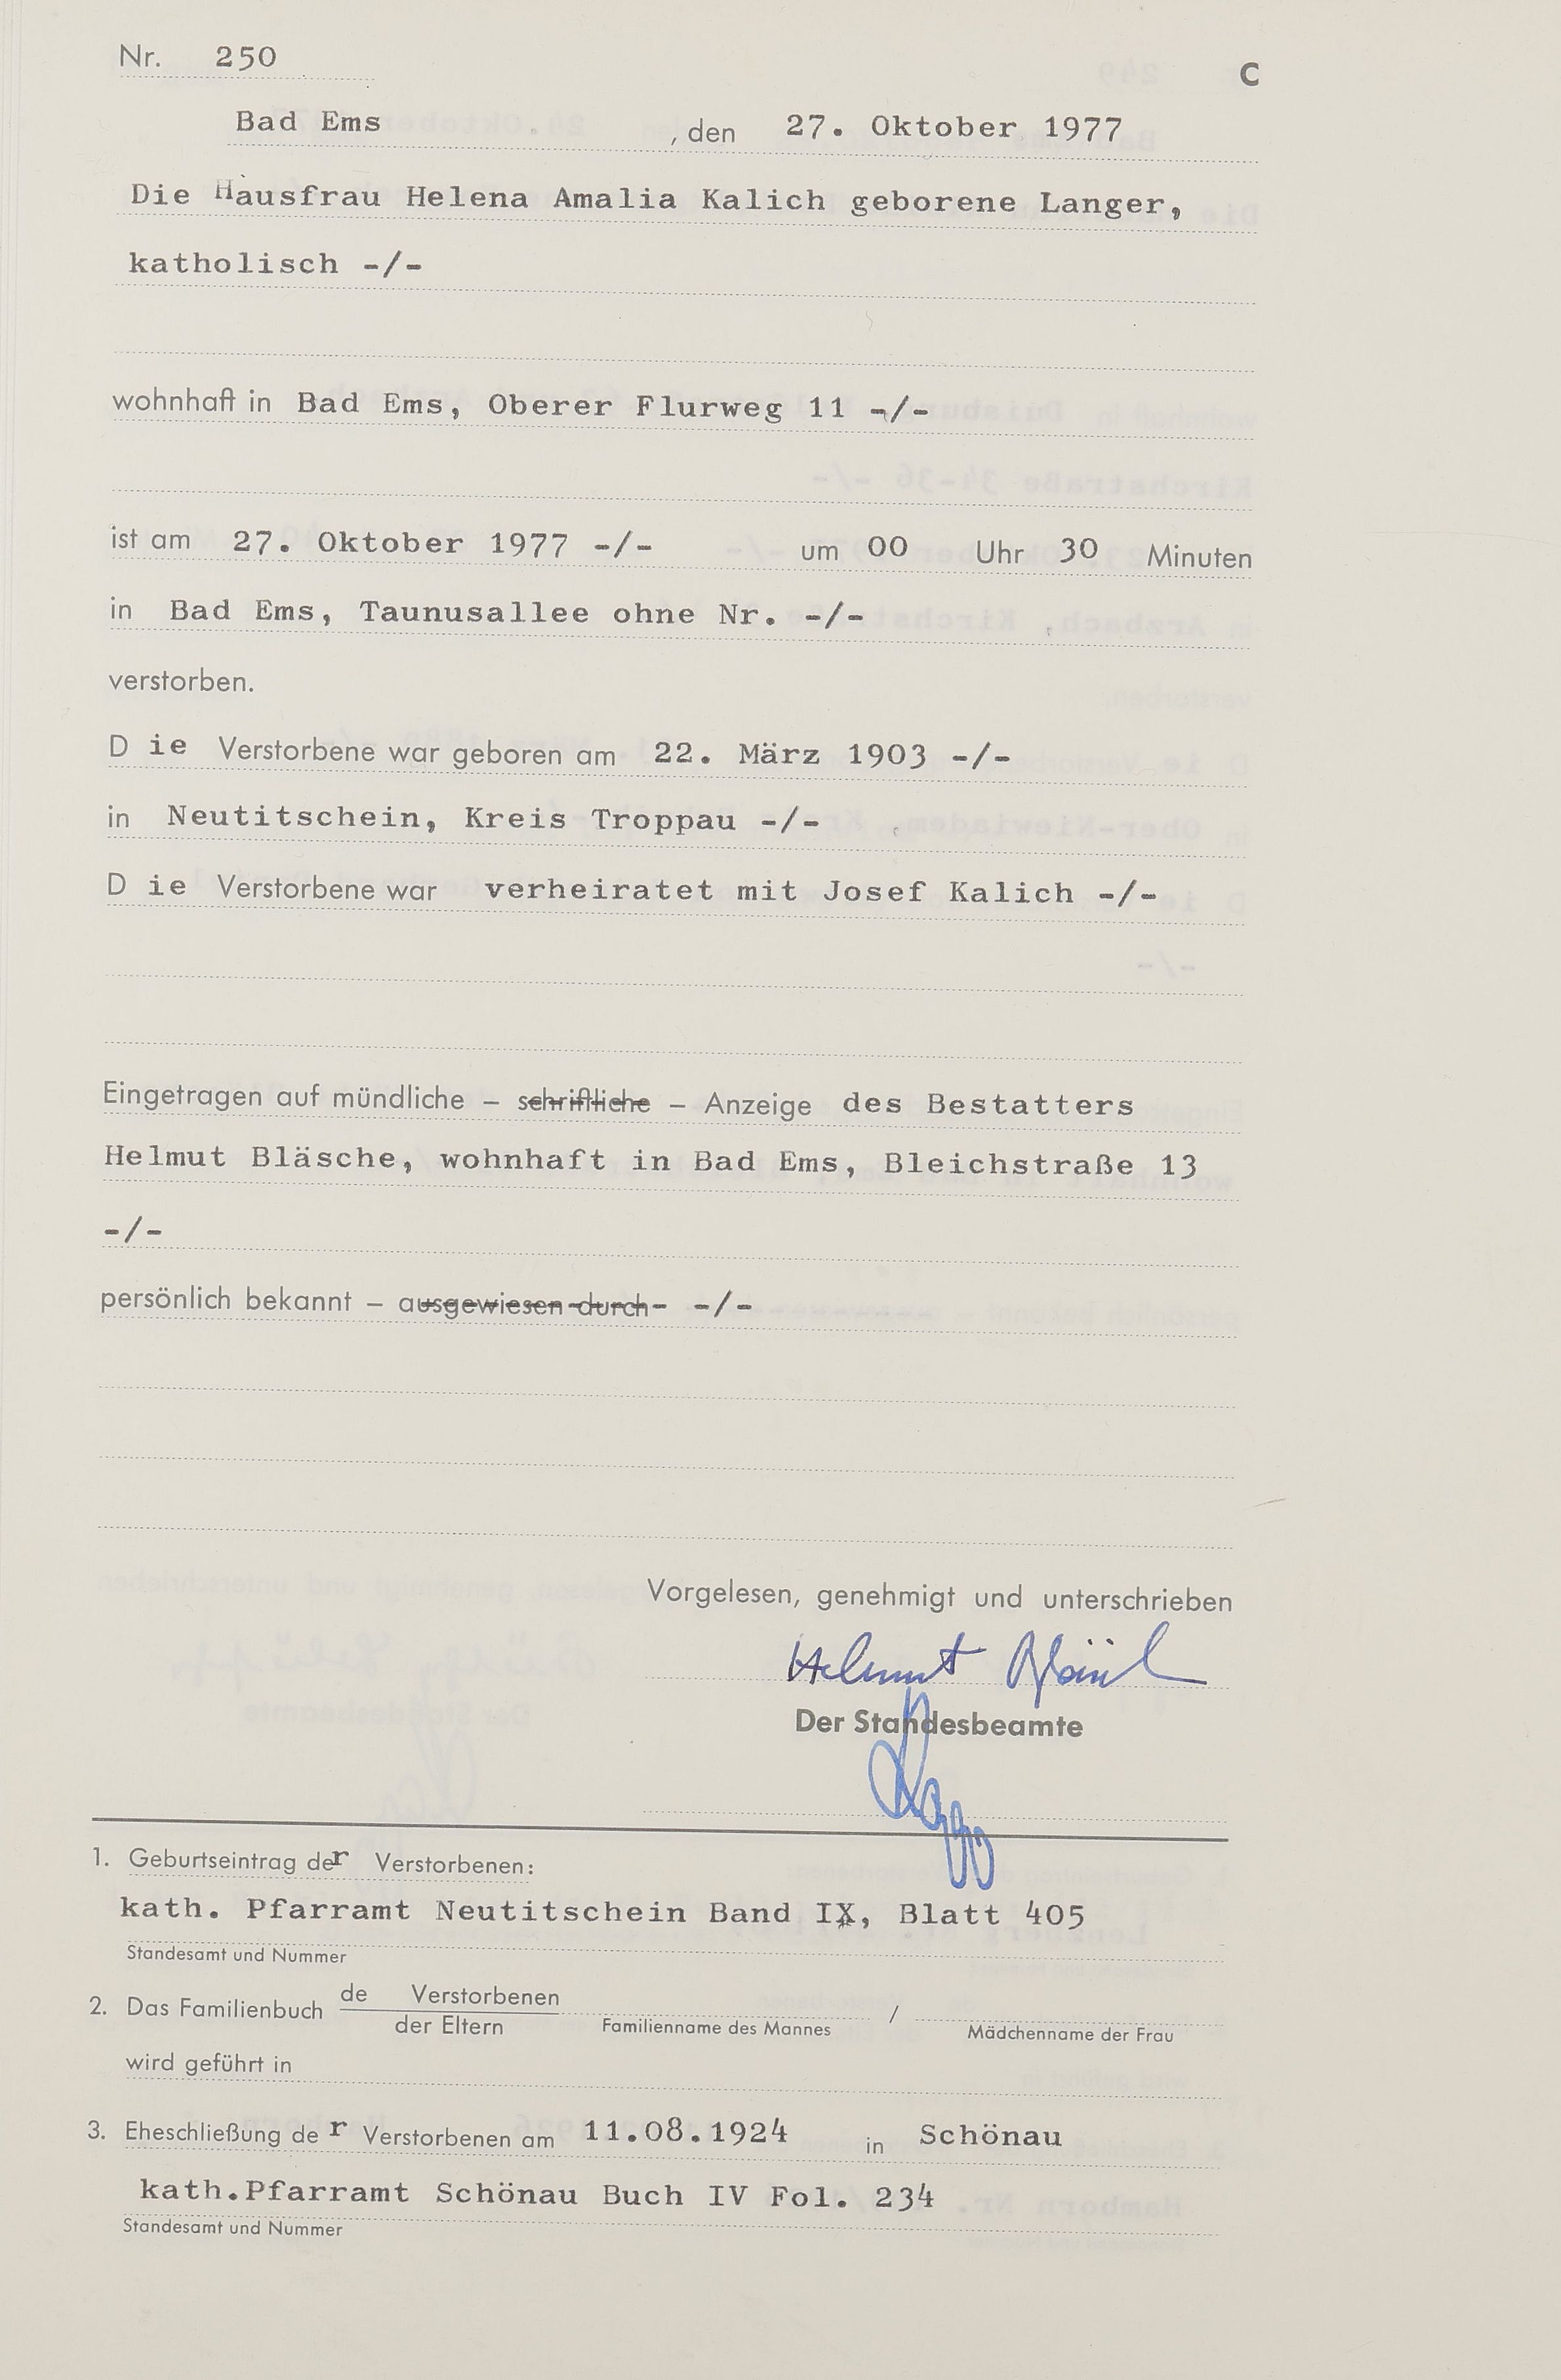 Nr. 250
C
Bad Ems , den 27. Oktober 1977
Die Hausfrau Helena Amalia Kalich geborene Langer,
katholisch -/-
wohnhaft in Bad Ems, Oberer Flurweg 11 -/-
ist am 27. Oktober 1977 -/- um 00 Uhr 30 Minuten
in Bad Ems, Taunusallee ohne Nr. -/-
verstorben.
D ie Verstorbene war geboren am 22. März 1903 -/-
in Neutitschein, Kreis Troppau -/-
D ie Verstorbene war verheiratet mit Josef Kalich -/-
Eingetragen auf mündliche – schriftliche – Anzeige des Bestatters
Helmut Bläsche, wohnhaft in Bad Ems, Bleichstraße 13
-/-
persönlich bekannt – ausgewiesen durch- -/-
Vorgelesen, genehmigt und unterschrieben
Helmut
Der Standesbeamte
1. Geburtseintrag der Verstorbenen:
kath. Pfarramt Neutitschein Band IX, Blatt 405
Standesamt und Nummer
2. Das Familienbuch de Verstorbenen /
der Eltern Familienname des Mannes Mädchenname der Frau
wird geführt in
3. Eheschließung de r Verstorbenen am 11.08.1924 in Schönau
kath.Pfarramt Schönau Buch IV Fol. 234
Standesamt und Nummer